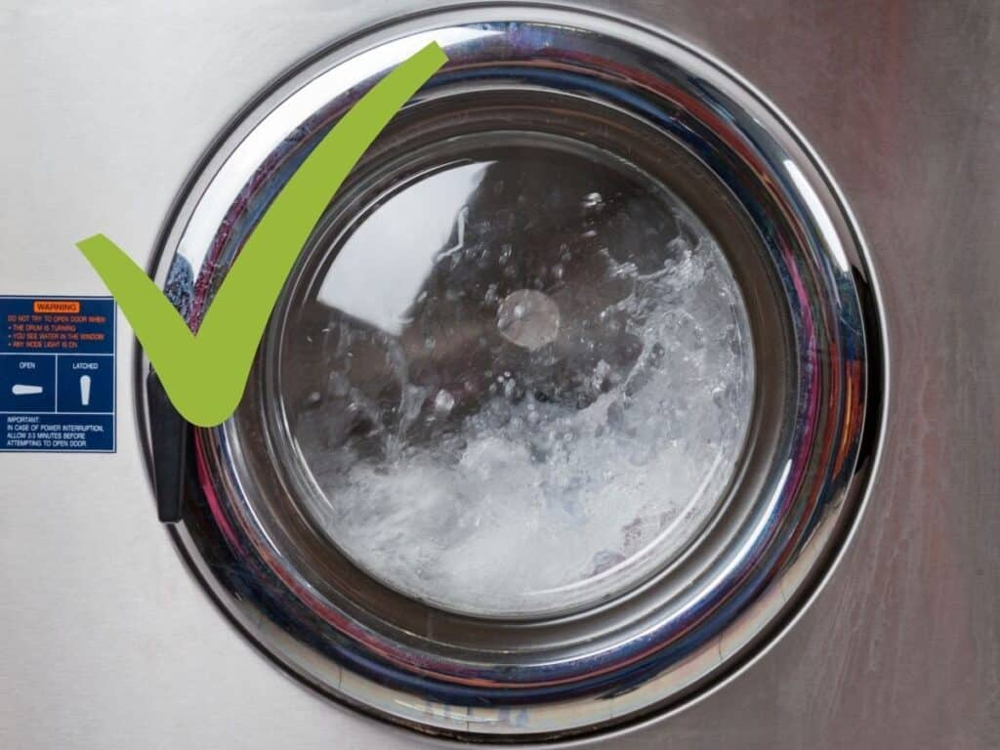 WARNING
DO NOT TRY TO OPEN DOOR WHEN
• THE DRUM IS TURNING
• YOU SEE WATER IN THE WINDOW
• ANY MODE LIGHT IS ON
OPEN LATCHED
IMPORTANT:
IN CASE OF POWER INTERRUPTION,
ALLOW 2-3 MINUTES BEFORE
ATTEMPTING TO OPEN DOOR